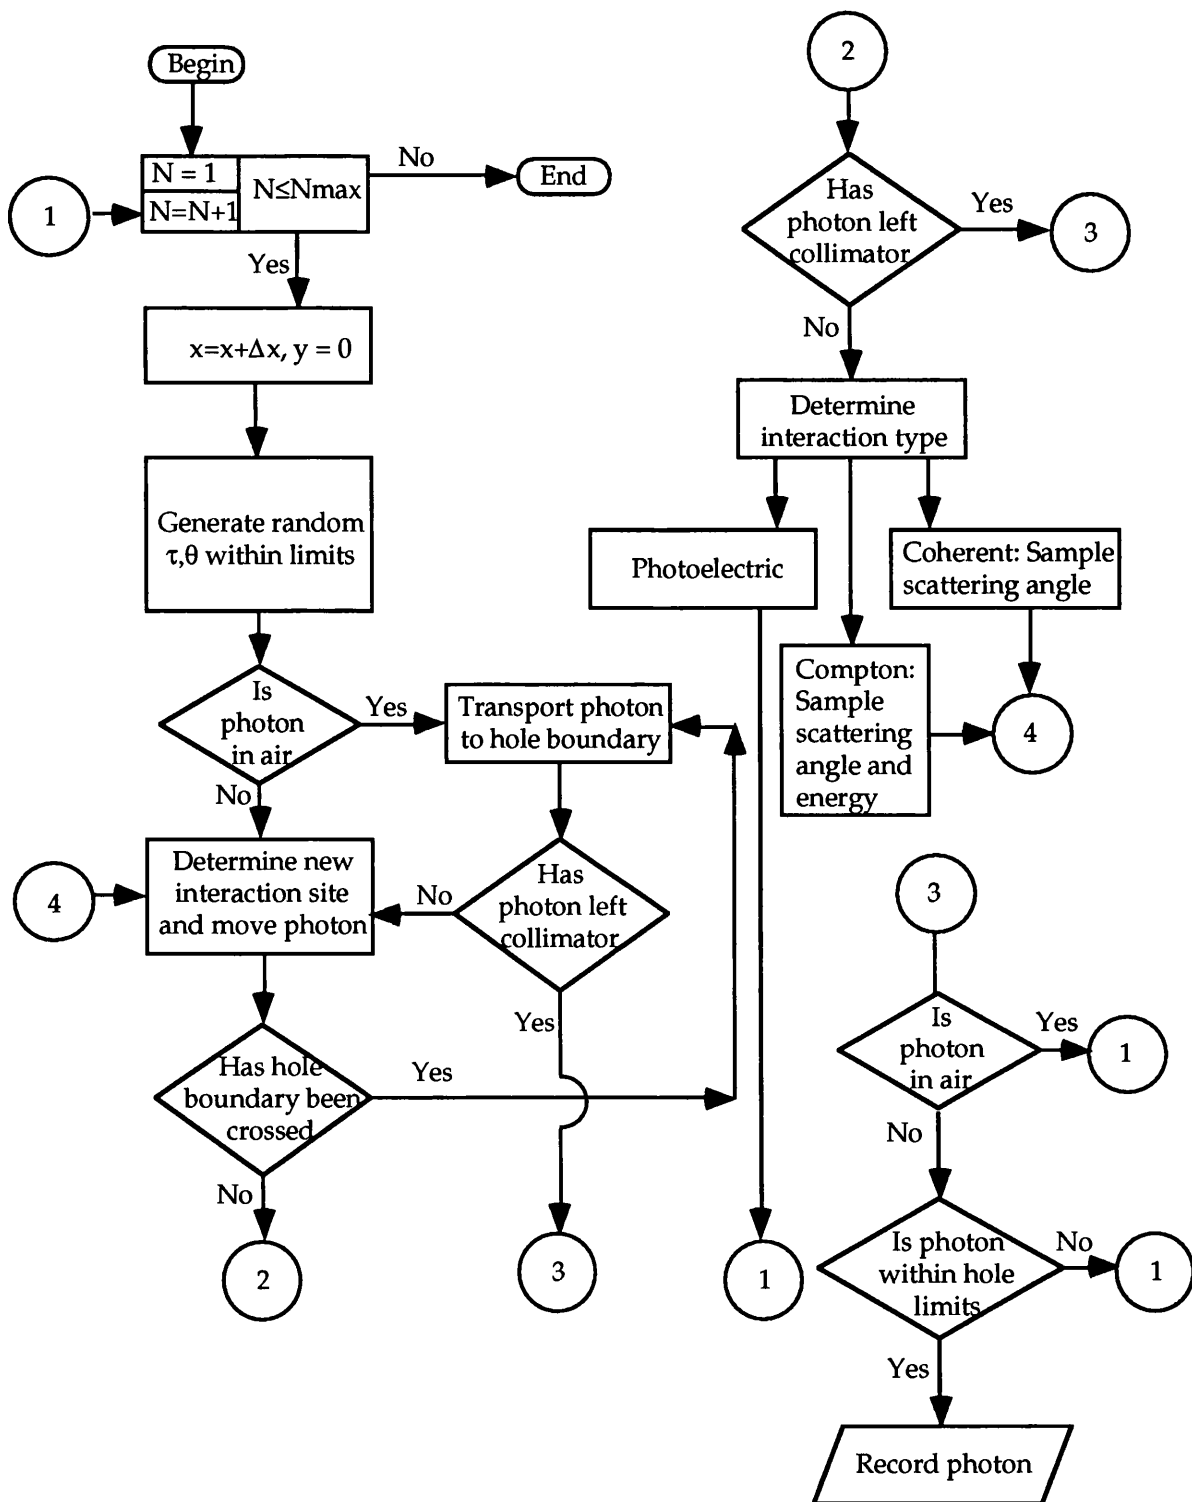 Begin
N = 1
N=N+1
N≤Nmax
No
End
1
Yes
x=x+Δx, y = 0
Generate random
τ,θ within limits
Is
photon
in air
Yes
No
Transport photon
to hole boundary
4
Determine new
interaction site
and move photon
No
Has
photon left
collimator
Yes
Has hole
boundary been
crossed
Yes
No
2
3
2
Has
photon left
collimator
Yes
3
No
Determine
interaction type
Photoelectric
Coherent: Sample
scattering angle
Compton:
Sample
scattering
angle and
energy
4
1
3
Is
photon
in air
Yes
1
No
Is photon
within hole
limits
No
1
Yes
Record photon